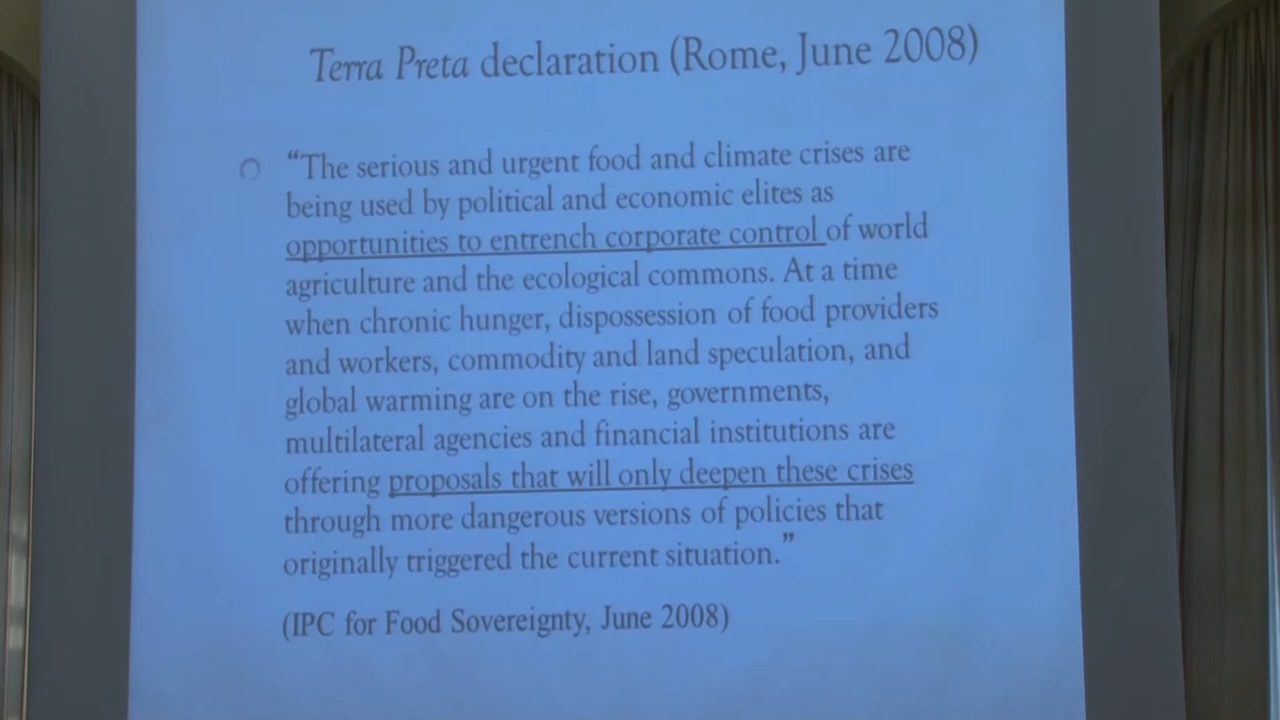 Terra Preta declaration (Rome, June 2008)
“The serious and urgent food and climate crises are
being used by political and economic elites as
opportunities to entrench corporate control of world
agriculture and the ecological commons. At a time
when chronic hunger, dispossession of food providers
and workers, commodity and land speculation, and
global warming are on the rise, governments,
multilateral agencies and financial institutions are
offering proposals that will only deepen these crises
through more dangerous versions of policies that
originally triggered the current situation.”
(IPC for Food Sovereignty, June 2008)